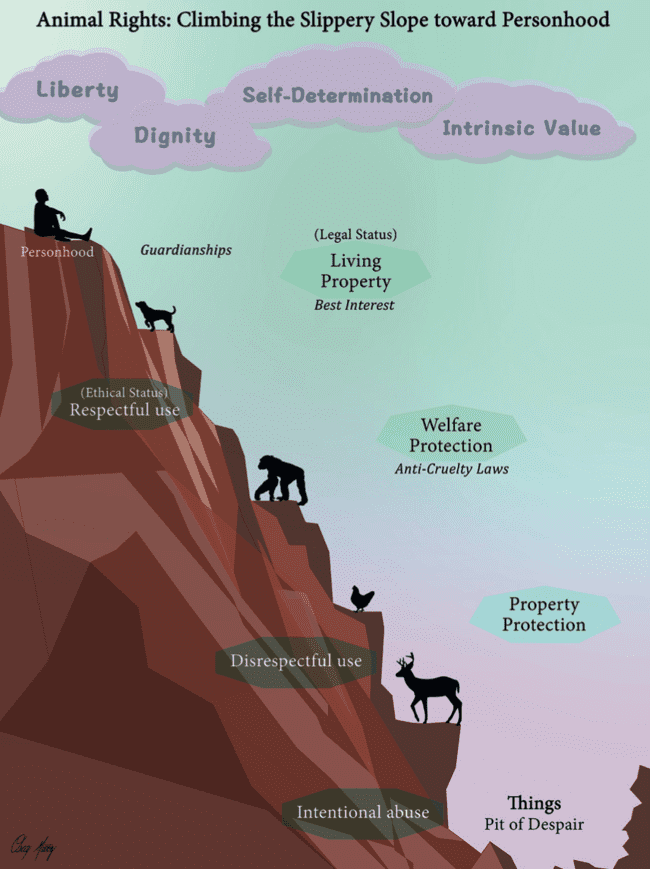 Animal Rights: Climbing the Slippery Slope toward Personhood
Liberty
Self-Determination
Dignity
Intrinsic Value
Personhood
Guardianships
(Legal Status)
Living
Property
Best Interest
(Ethical Status)
Respectful use
Welfare
Protection
Anti-Cruelty Laws
Property
Protection
Disrespectful use
Intentional abuse
Things
Pit of Despair